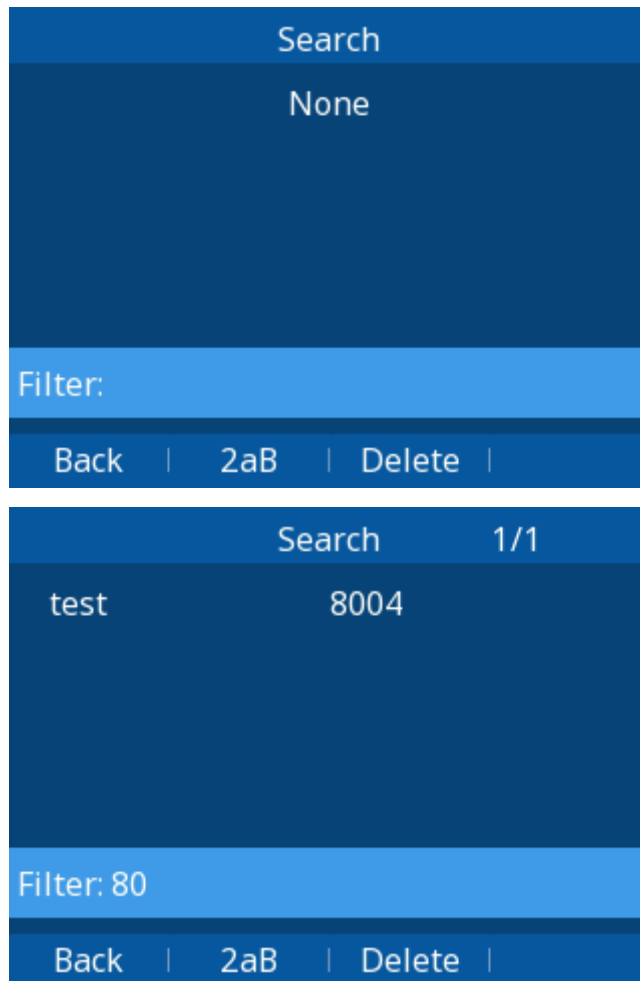 Search
None
Filter:
Back | 2aB | Delete |
Search 1/1
test 8004
Filter: 80
Back | 2aB | Delete |